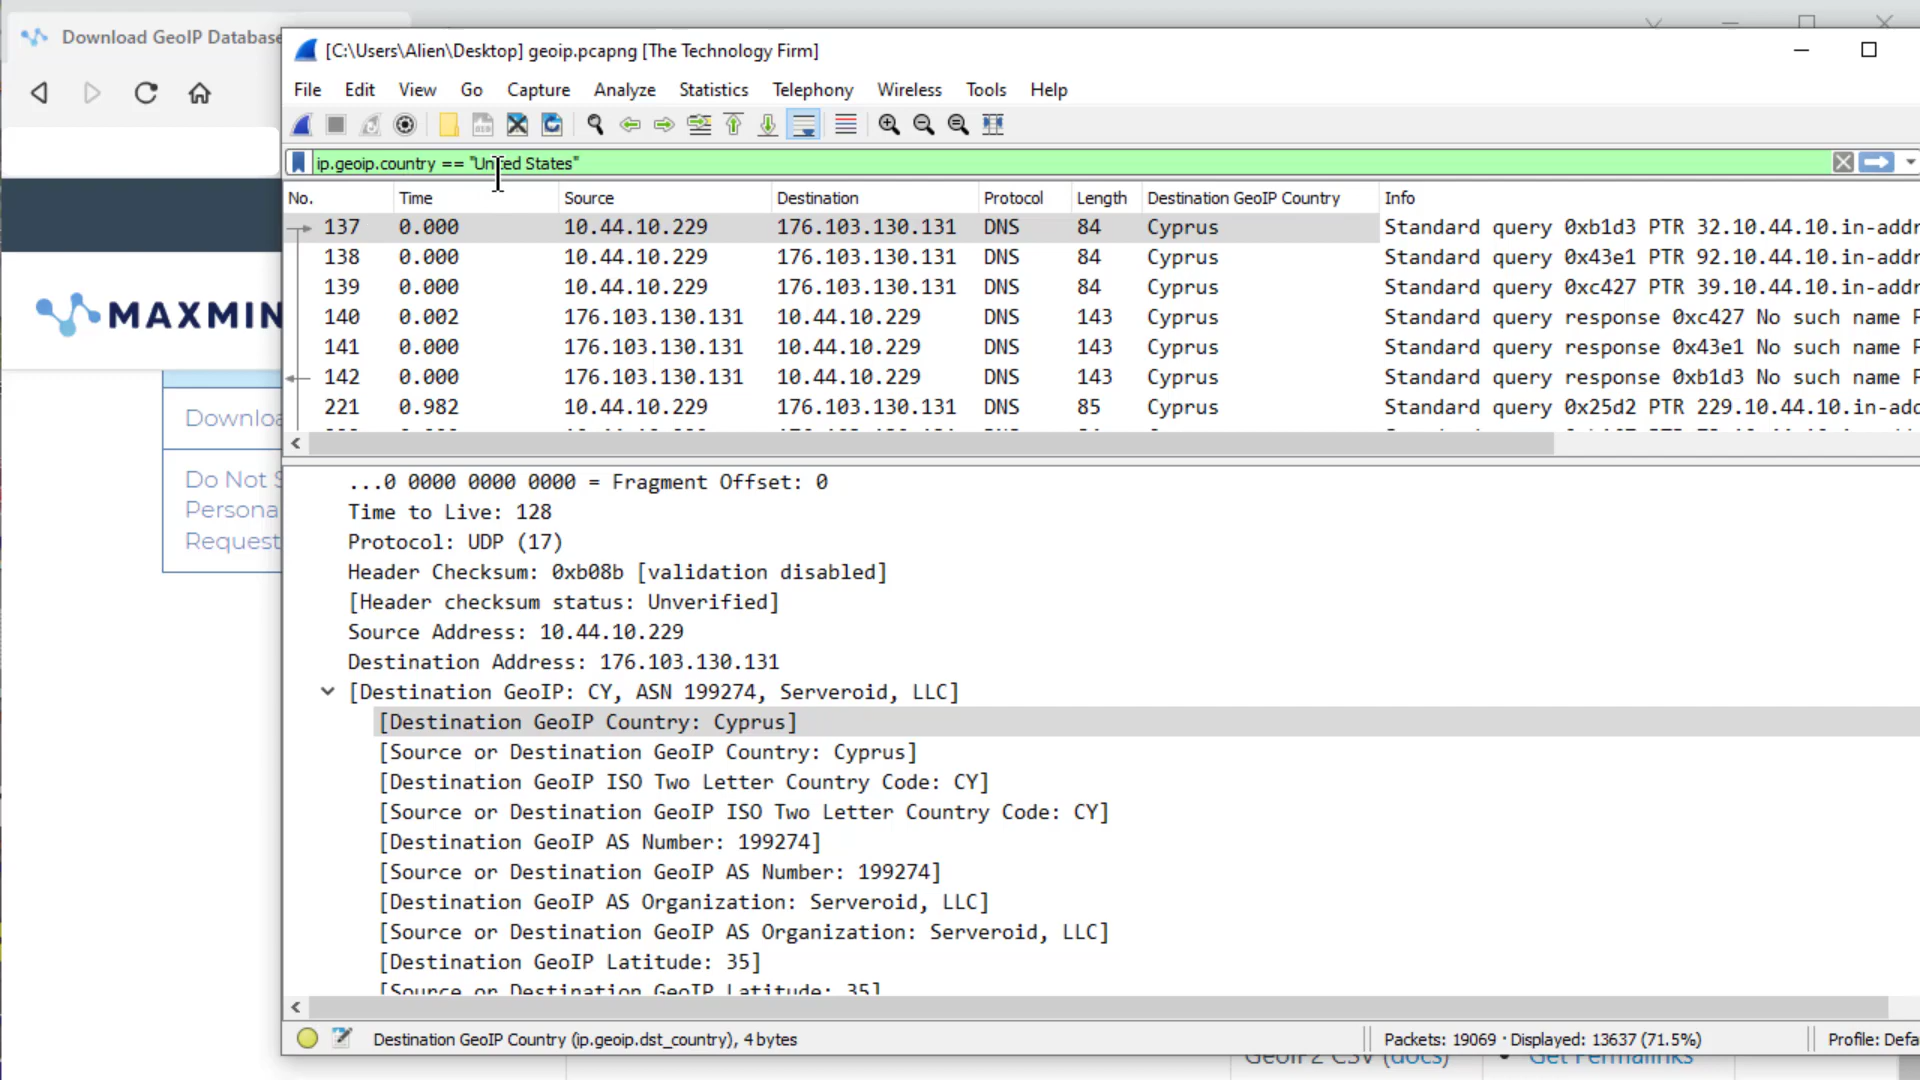 Download GeoIP Database
[C:\Users\Alien\Desktop] geoip.pcapng [The Technology Firm]
File Edit View Go Capture Analyze Statistics Telephony Wireless Tools Help
ip.geoip.country == "United States"
No. Time Source Destination Protocol Length Destination GeoIP Country Info
137 0.000 10.44.10.229 176.103.130.131 DNS 84 Cyprus Standard query 0xb1d3 PTR 32.10.44.10.in-addr
138 0.000 10.44.10.229 176.103.130.131 DNS 84 Cyprus Standard query 0x43e1 PTR 92.10.44.10.in-addr
139 0.000 10.44.10.229 176.103.130.131 DNS 84 Cyprus Standard query 0xc427 PTR 39.10.44.10.in-addr
140 0.002 176.103.130.131 10.44.10.229 DNS 143 Cyprus Standard query response 0xc427 No such name P
141 0.000 176.103.130.131 10.44.10.229 DNS 143 Cyprus Standard query response 0x43e1 No such name P
142 0.000 176.103.130.131 10.44.10.229 DNS 143 Cyprus Standard query response 0xb1d3 No such name P
221 0.982 10.44.10.229 176.103.130.131 DNS 85 Cyprus Standard query 0x25d2 PTR 229.10.44.10.in-add
MAXMIN
Downloa
Do Not S
Persona
Request
...0 0000 0000 0000 = Fragment Offset: 0
Time to Live: 128
Protocol: UDP (17)
Header Checksum: 0xb08b [validation disabled]
[Header checksum status: Unverified]
Source Address: 10.44.10.229
Destination Address: 176.103.130.131
[Destination GeoIP: CY, ASN 199274, Serveroid, LLC]
[Destination GeoIP Country: Cyprus]
[Source or Destination GeoIP Country: Cyprus]
[Destination GeoIP ISO Two Letter Country Code: CY]
[Source or Destination GeoIP ISO Two Letter Country Code: CY]
[Destination GeoIP AS Number: 199274]
[Source or Destination GeoIP AS Number: 199274]
[Destination GeoIP AS Organization: Serveroid, LLC]
[Source or Destination GeoIP AS Organization: Serveroid, LLC]
[Destination GeoIP Latitude: 35]
[Source or Destination GeoIP Latitude: 35]
Destination GeoIP Country (ip.geoip.dst_country), 4 bytes
Packets: 19069 · Displayed: 13637 (71.5%)
Profile: Defa
GeoIP2 CSV (docs)
Get Permalinks